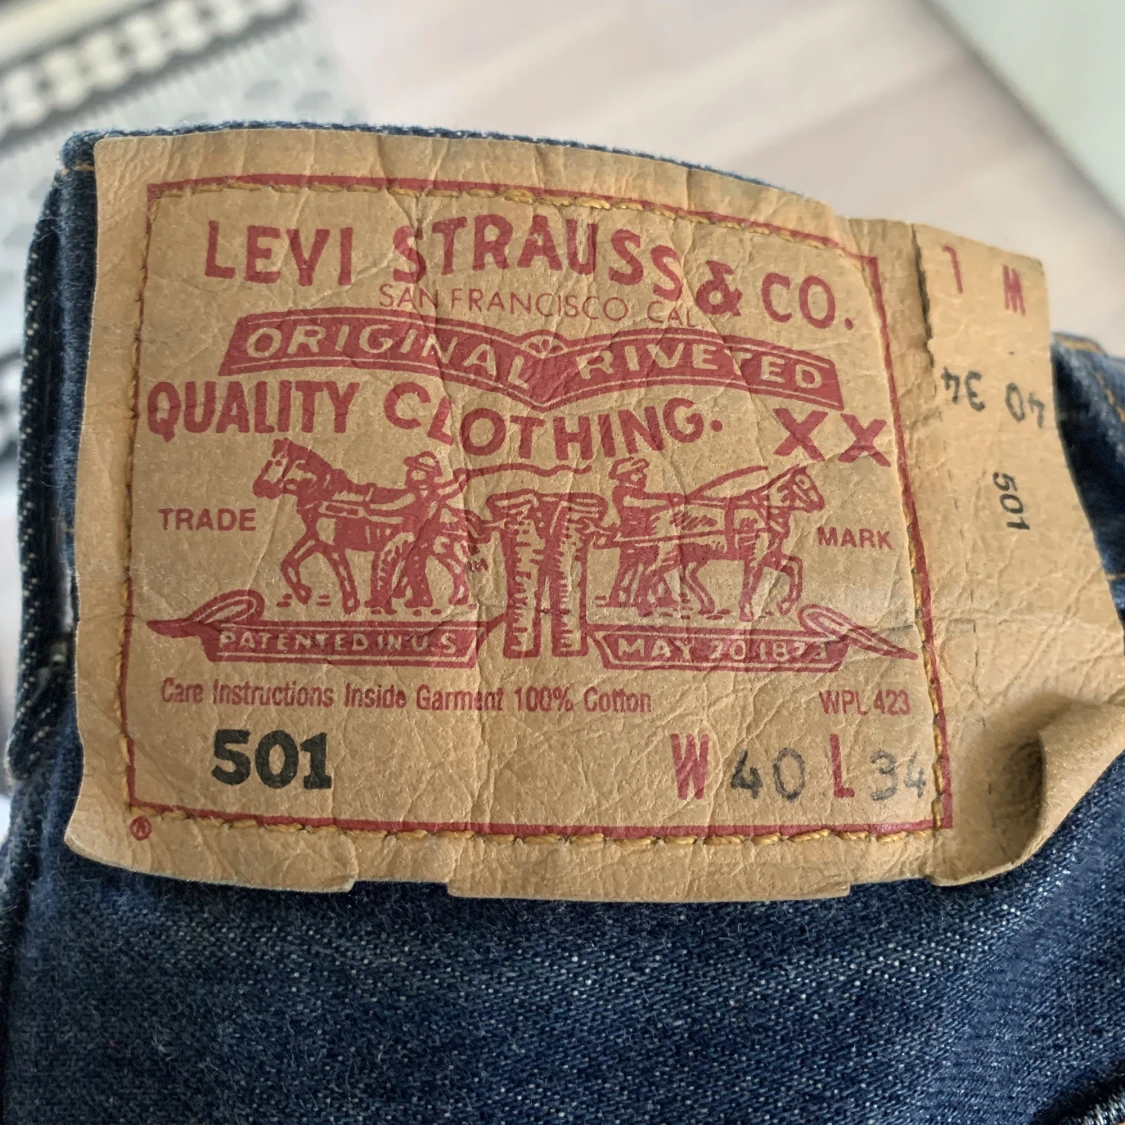 LEVI STRAUSS & CO.
SAN FRANCISCO CAL.
ORIGINAL RIVETED
QUALITY CLOTHING. XX
TRADE MARK
PATENTED IN U.S MAY 20 1873
Care Instructions Inside Garment 100% Cotton WPL 423
501 W 40 L 34
®
L W
34 40
501